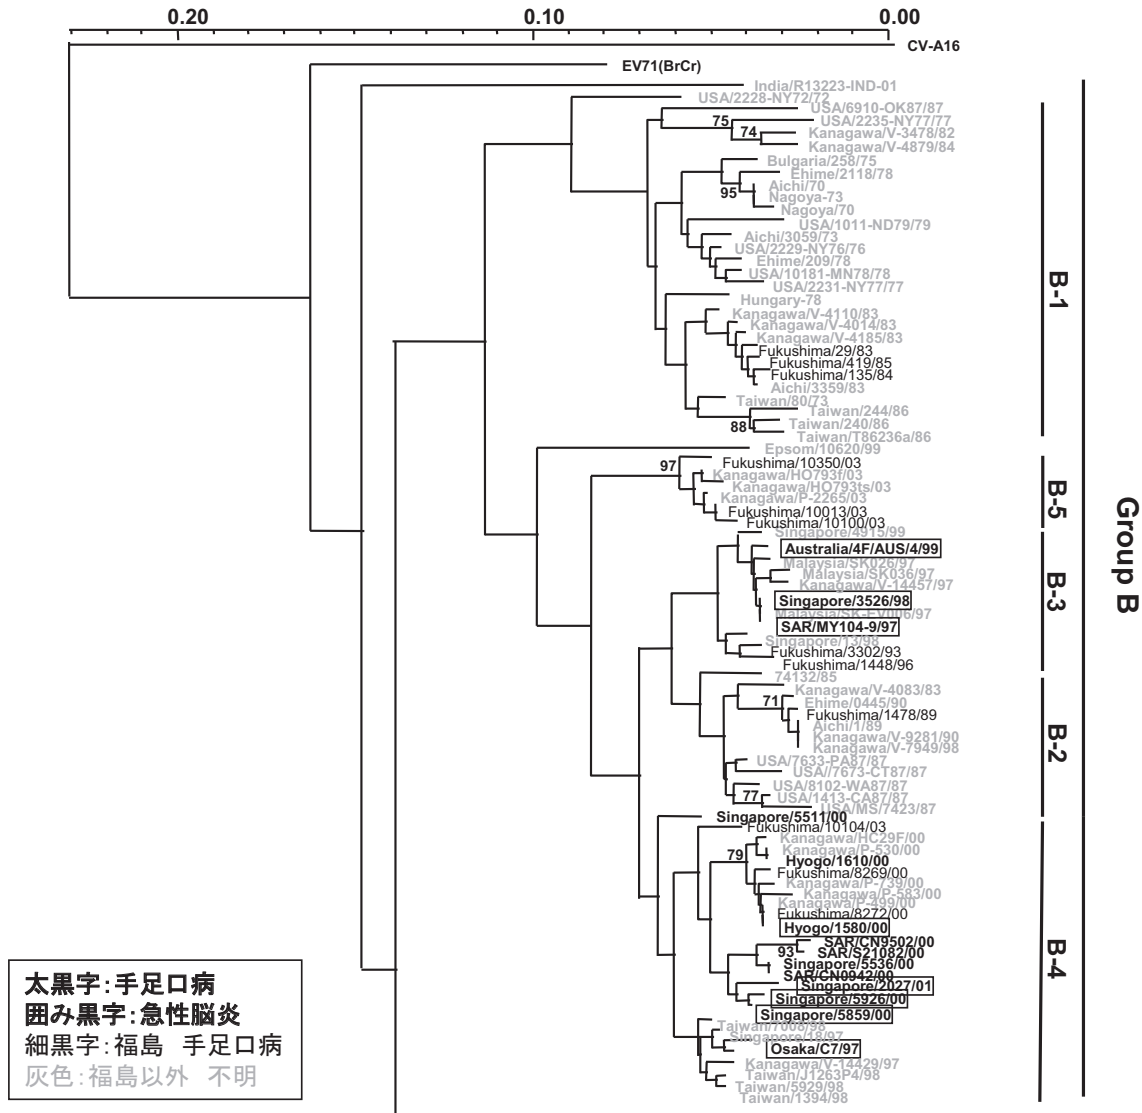 0.20 0.10 0.00
CV-A16
EV71(BrCr)
India/R13223-IND-01
USA/2228-NY72/72
USA/6910-OK87/87
75 USA/2235-NY77/77
74 Kanagawa/V-3478/82
Kanagawa/V-4879/84
Bulgaria/258/75
Ehime/2118/78
Aichi/70
95 Nagoya-73
Nagoya/70
USA/1011-ND79/79
Aichi/3059/73
USA/2229-NY76/76
Ehime/209/78
USA/10181-MN78/78
USA/2231-NY77/77
Hungary-78
Kanagawa/V-4110/83
Kanagawa/V-4014/83
Kanagawa/V-4185/83
Fukushima/29/83
Fukushima/419/85
Fukushima/135/84
Aichi/3359/83
Taiwan/80/73
Taiwan/244/86
88 Taiwan/240/86
Taiwan/T86236a/86
B-1
Epsom/10620/99
97 Fukushima/10350/03
Kanagawa/HO793f/03
Kanagawa/HO793ts/03
Kanagawa/P-2265/03
Fukushima/10013/03
Fukushima/10100/03
B-5
Singapore/4915/99
Australia/4F/AUS/4/99
Malaysia/SK026/97
Malaysia/SK036/97
Kanagawa/V-14457/97
Singapore/3526/98
Malaysia/SK-EV006/97
SAR/MY104-9/97
Singapore/13/98
Fukushima/3302/93
Fukushima/1448/96
B-3
74132/85
Kanagawa/V-4083/83
71 Ehime/0445/90
Fukushima/1478/89
Aichi/1/89
Kanagawa/V-9281/90
Kanagawa/V-7949/98
USA/7633-PA87/87
USA//7673-CT87/87
USA/8102-WA87/87
77 USA/1413-CA87/87
USA/MS/7423/87
B-2
Singapore/5511/00
Fukushima/10104/03
Kanagawa/HC29F/00
79 Kanagawa/P-530/00
Hyogo/1610/00
Fukushima/8269/00
Kanagawa/P-739/00
Kanagawa/P-583/00
Kanagawa/P-499/00
Fukushima/8272/00
Hyogo/1580/00
SAR/CN9502/00
93 SAR/S21082/00
Singapore/5536/00
SAR/CN0942/00
Singapore/2027/01
Singapore/5926/00
Singapore/5859/00
Taiwan/7008/98
Singapore/18/97
Osaka/C7/97
Kanagawa/V-14429/97
Taiwan/J1263P4/98
Taiwan/5929/98
Taiwan/1394/98
B-4
Group B
太黒字:手足口病
囲み黒字:急性脳炎
細黒字:福島 手足口病
灰色:福島以外 不明